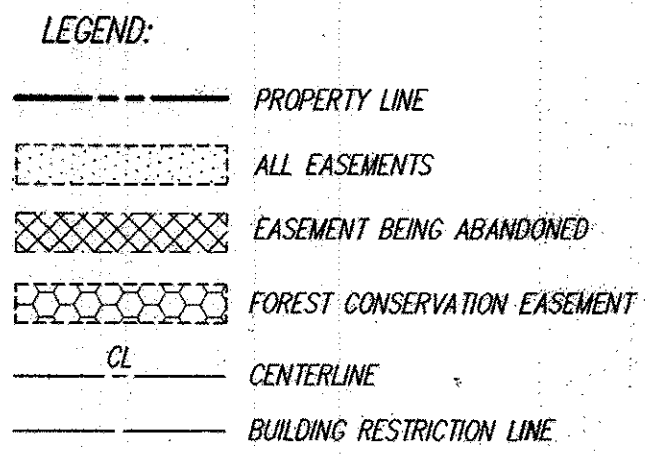 LEGEND:
PROPERTY LINE
ALL EASEMENTS
EASEMENT BEING ABANDONED
FOREST CONSERVATION EASEMENT
CL
CENTERLINE
BUILDING RESTRICTION LINE